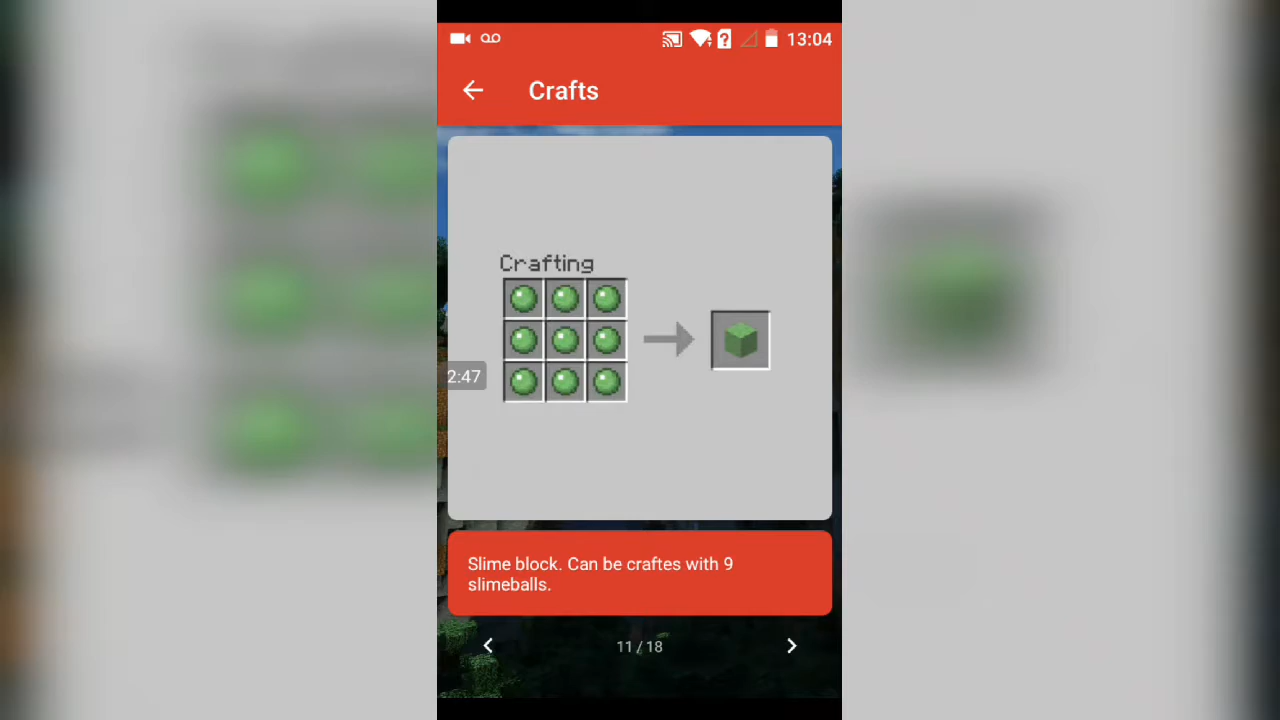 13:04
Crafts
Crafting
2:47
Slime block. Can be craftes with 9
slimeballs.
11 / 18